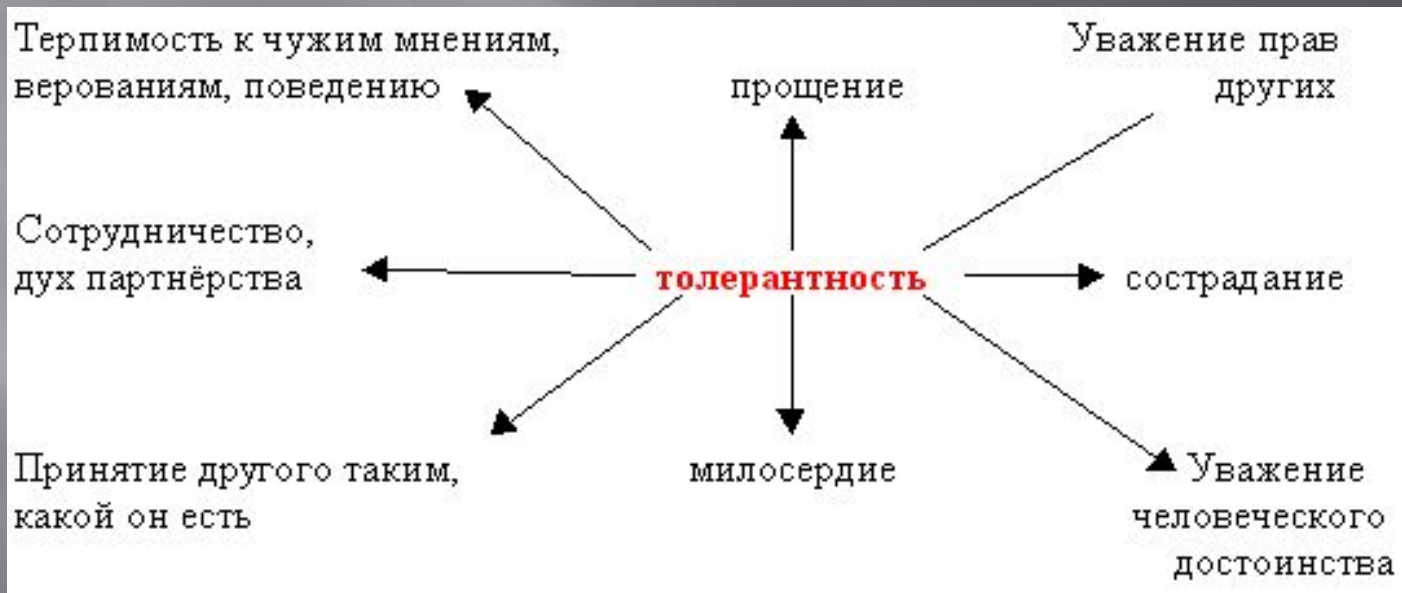 Терпимость к чужим мнениям,
верованиям, поведению
прощение
Уважение прав
других
Сотрудничество,
дух партнёрства
толерантность
сострадание
Принятие другого таким,
какой он есть
милосердие
Уважение
человеческого
достоинства